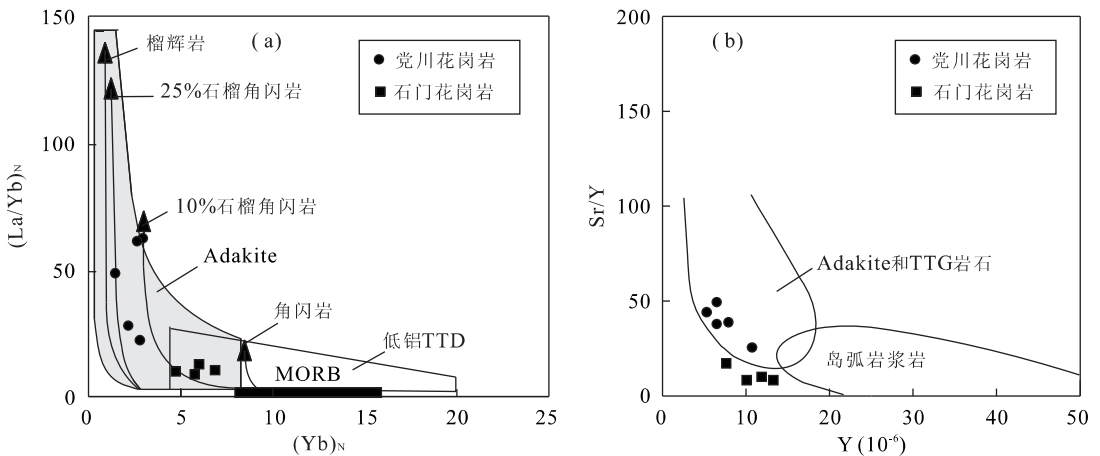 (a)
榴辉岩
25%石榴角闪岩
10%石榴角闪岩
Adakite
角闪岩
低铝TTD
MORB
党川花岗岩
石门花岗岩
(La/Yb)N
150
100
50
0
0
5
10
15
20
25
(Yb)N
(b)
党川花岗岩
石门花岗岩
Adakite和TTG岩石
岛弧岩浆岩
Sr/Y
200
150
100
50
0
0
10
20
30
40
50
Y (10-6)